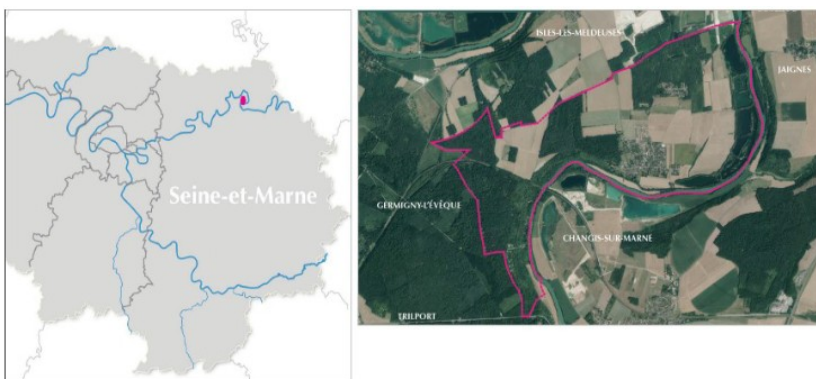 Seine-et-Marne
ISLES-LES-MELDEUSES
JAIGNES
GERMIGNY-L'ÉVÊQUE
CHANGIS-SUR-MARNE
TRILPORT